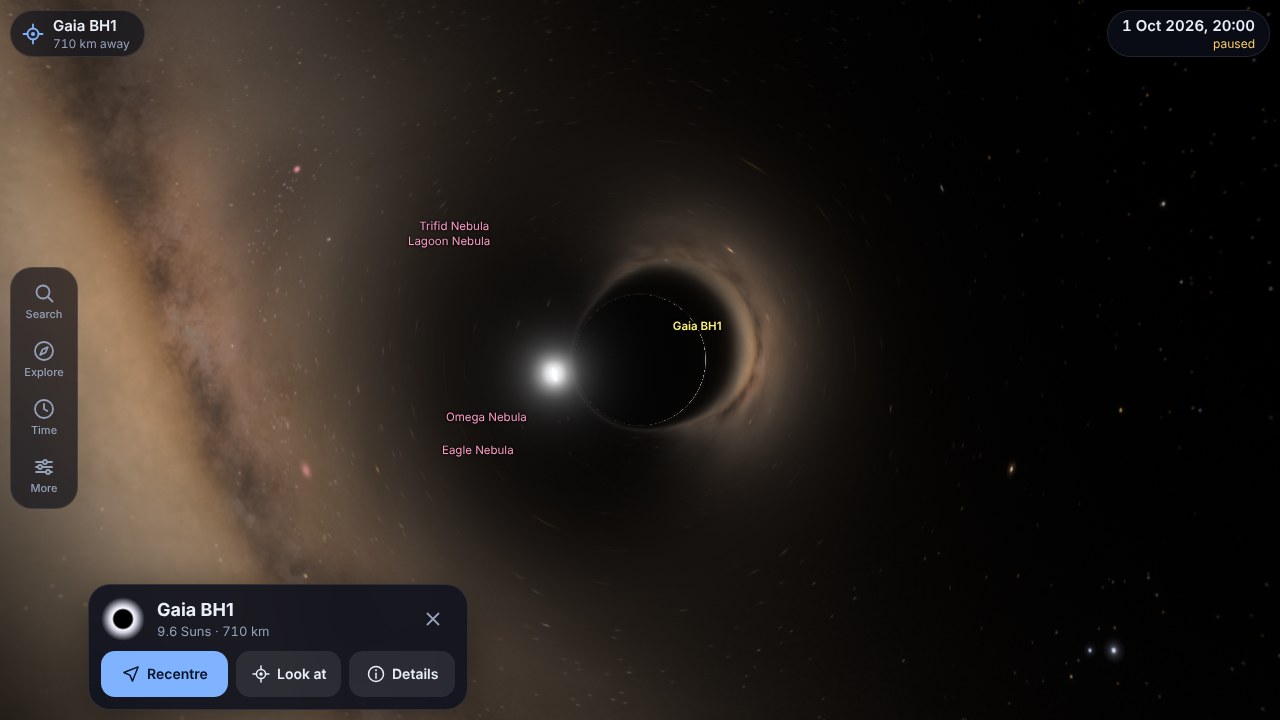 Gaia BH1
710 km away
1 Oct 2026, 20:00
paused
Trifid Nebula
Lagoon Nebula
Search
Explore
Time
More
Gaia BH1
Omega Nebula
Eagle Nebula
Gaia BH1
9.6 Suns · 710 km
Recentre
Look at
Details